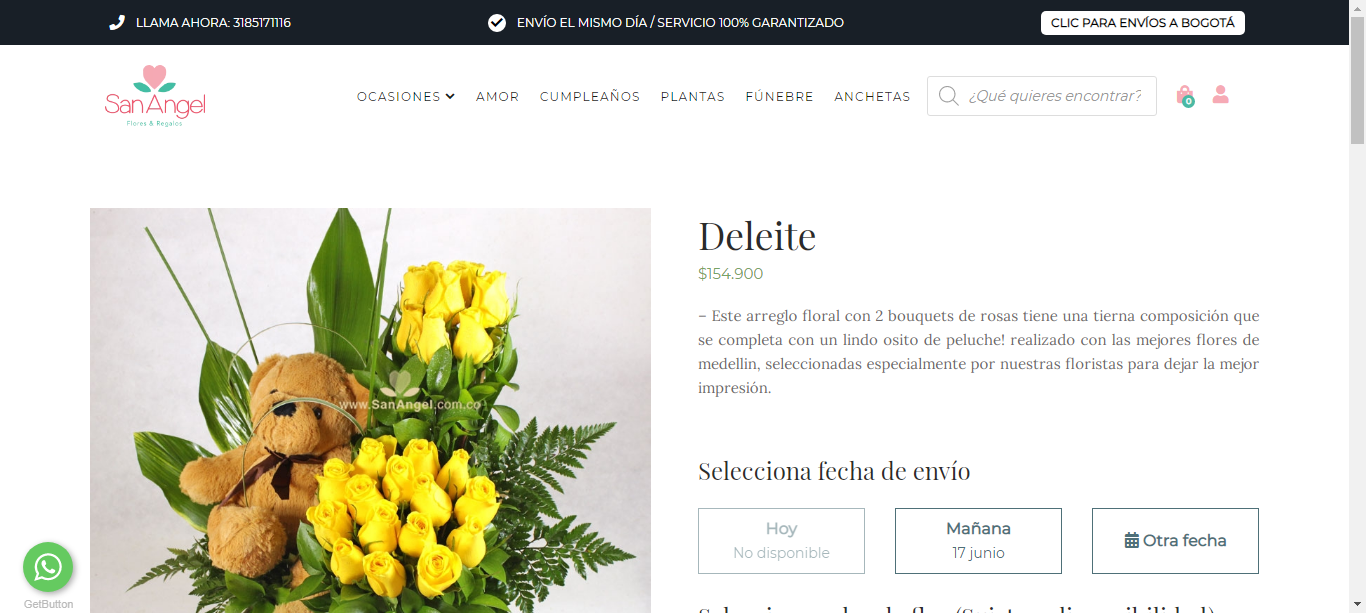 LLAMA AHORA: 3185171116
ENVÍO EL MISMO DÍA / SERVICIO 100% GARANTIZADO
CLIC PARA ENVÍOS A BOGOTÁ
SanAngel
Flores & Regalos
OCASIONES
AMOR
CUMPLEAÑOS
PLANTAS
FÚNEBRE
ANCHETAS
¿Qué quieres encontrar?
0
www.SanAngel.com.co
Deleite
$154.900
– Este arreglo floral con 2 bouquets de rosas tiene una tierna composición que
se completa con un lindo osito de peluche! realizado con las mejores flores de
medellin, seleccionadas especialmente por nuestras floristas para dejar la mejor
impresión.
Selecciona fecha de envío
Hoy
No disponible
Mañana
17 junio
Otra fecha
GetButton